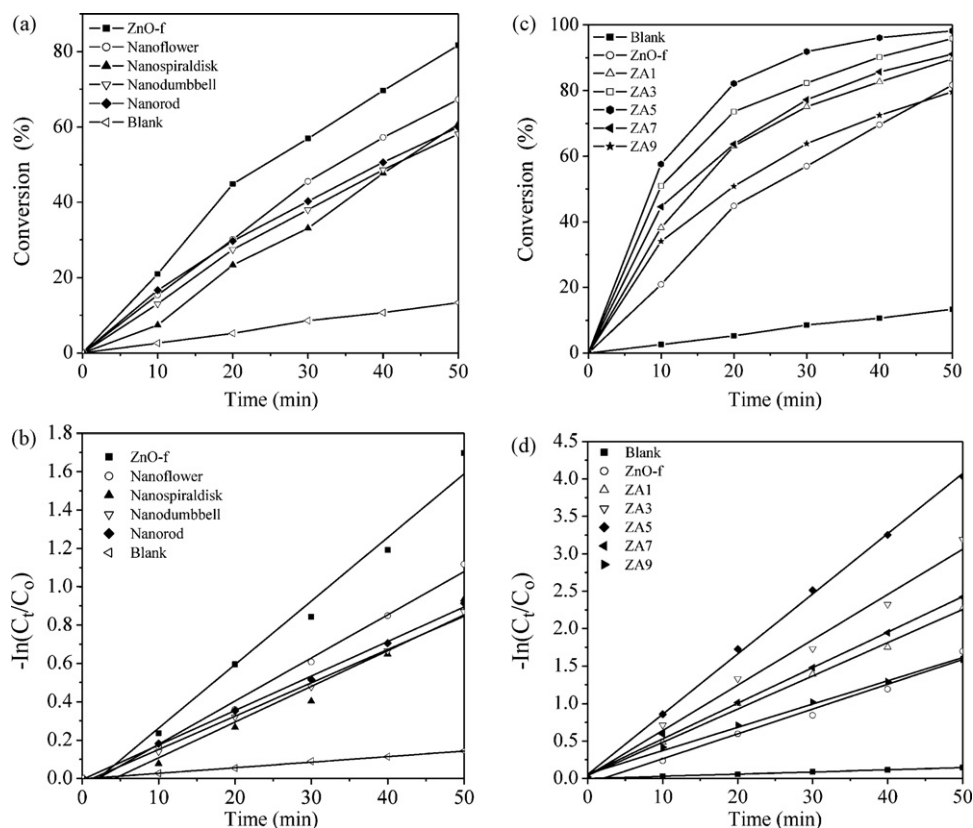 (a)
ZnO-f
Nanoflower
Nanospiraldisk
Nanodumbbell
Nanorod
Blank
Conversion (%)
80
60
40
20
0
0 10 20 30 40 50
Time (min)
(c)
Blank
ZnO-f
ZA1
ZA3
ZA5
ZA7
ZA9
Conversion (%)
100
80
60
40
20
0
0 10 20 30 40 50
Time (min)
(b)
ZnO-f
Nanoflower
Nanospiraldisk
Nanodumbbell
Nanorod
Blank
-ln(Ct/Co)
1.8
1.6
1.4
1.2
1.0
0.8
0.6
0.4
0.2
0.0
0 10 20 30 40 50
Time (min)
(d)
Blank
ZnO-f
ZA1
ZA3
ZA5
ZA7
ZA9
-ln(Ct/Co)
4.5
4.0
3.5
3.0
2.5
2.0
1.5
1.0
0.5
0.0
0 10 20 30 40 50
Time (min)